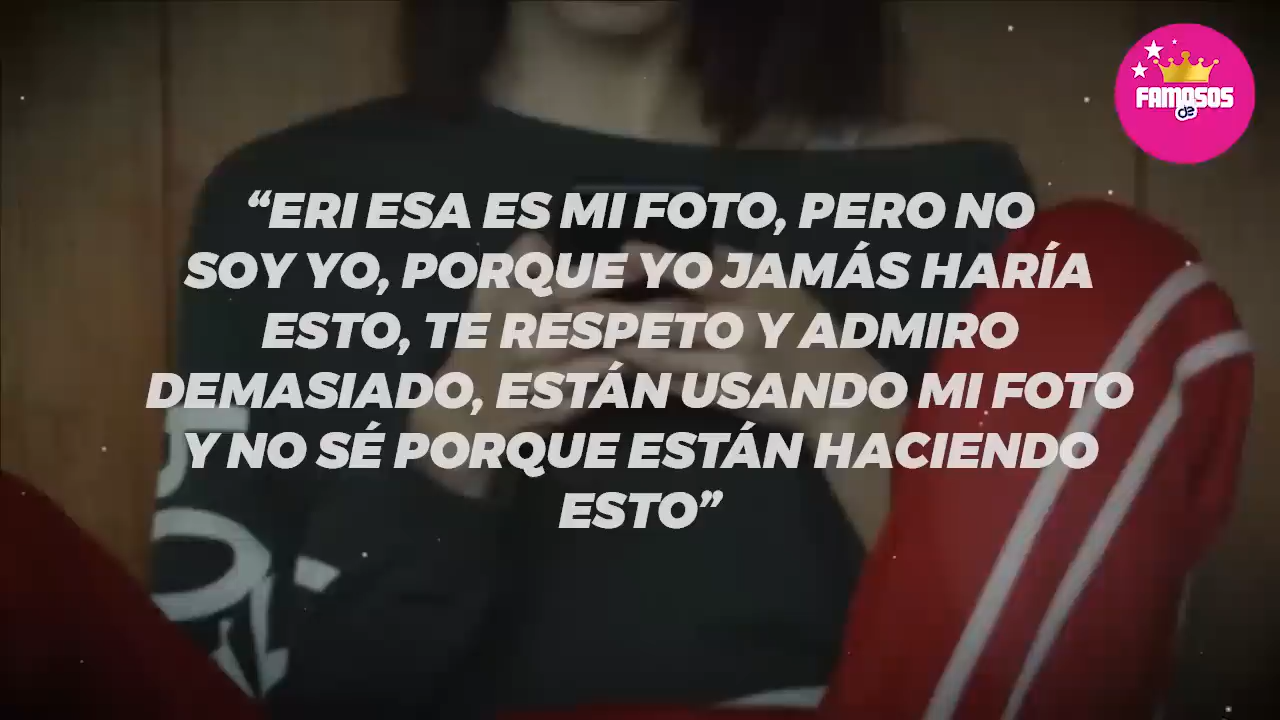 FAMOSOS
de
“ERI ESA ES MI FOTO, PERO NO
SOY YO, PORQUE YO JAMÁS HARÍA
ESTO, TE RESPETO Y ADMIRO
DEMASIADO, ESTÁN USANDO MI FOTO
Y NO SÉ PORQUE ESTÁN HACIENDO
ESTO”